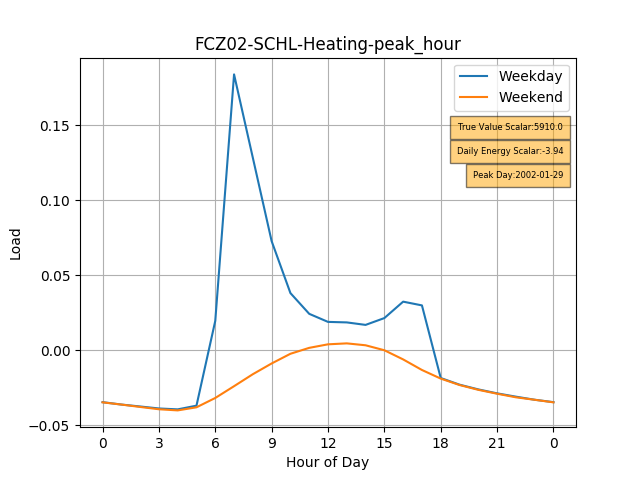 FCZ02-SCHL-Heating-peak_hour
Weekday
Weekend
True Value Scalar:5910.0
Daily Energy Scalar:-3.94
Peak Day:2002-01-29
0.15
0.10
0.05
0.00
−0.05
Load
0 3 6 9 12 15 18 21 0
Hour of Day